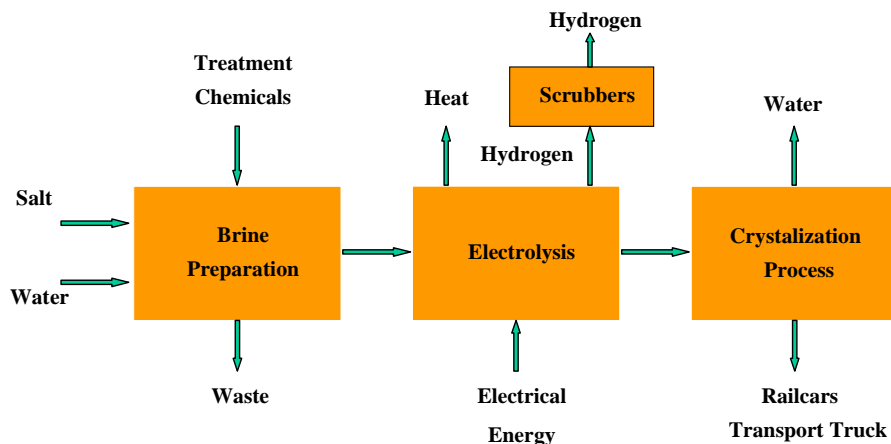 Hydrogen
Treatment
Chemicals
Heat
Scrubbers
Water
Hydrogen
Salt
Brine
Preparation
Electrolysis
Crystalization
Process
Water
Waste
Electrical
Energy
Railcars
Transport Truck